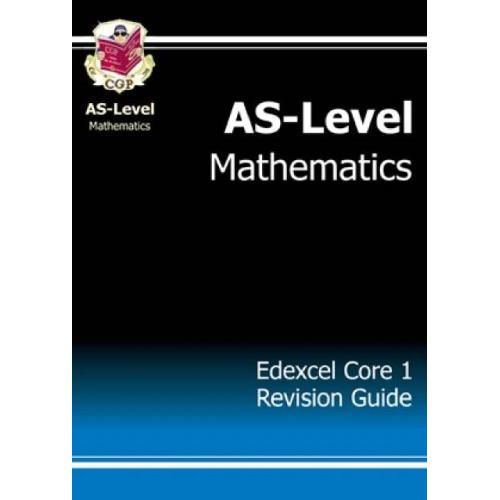 CGP
AS-Level
Mathematics
AS-Level
Mathematics
Edexcel Core 1
Revision Guide